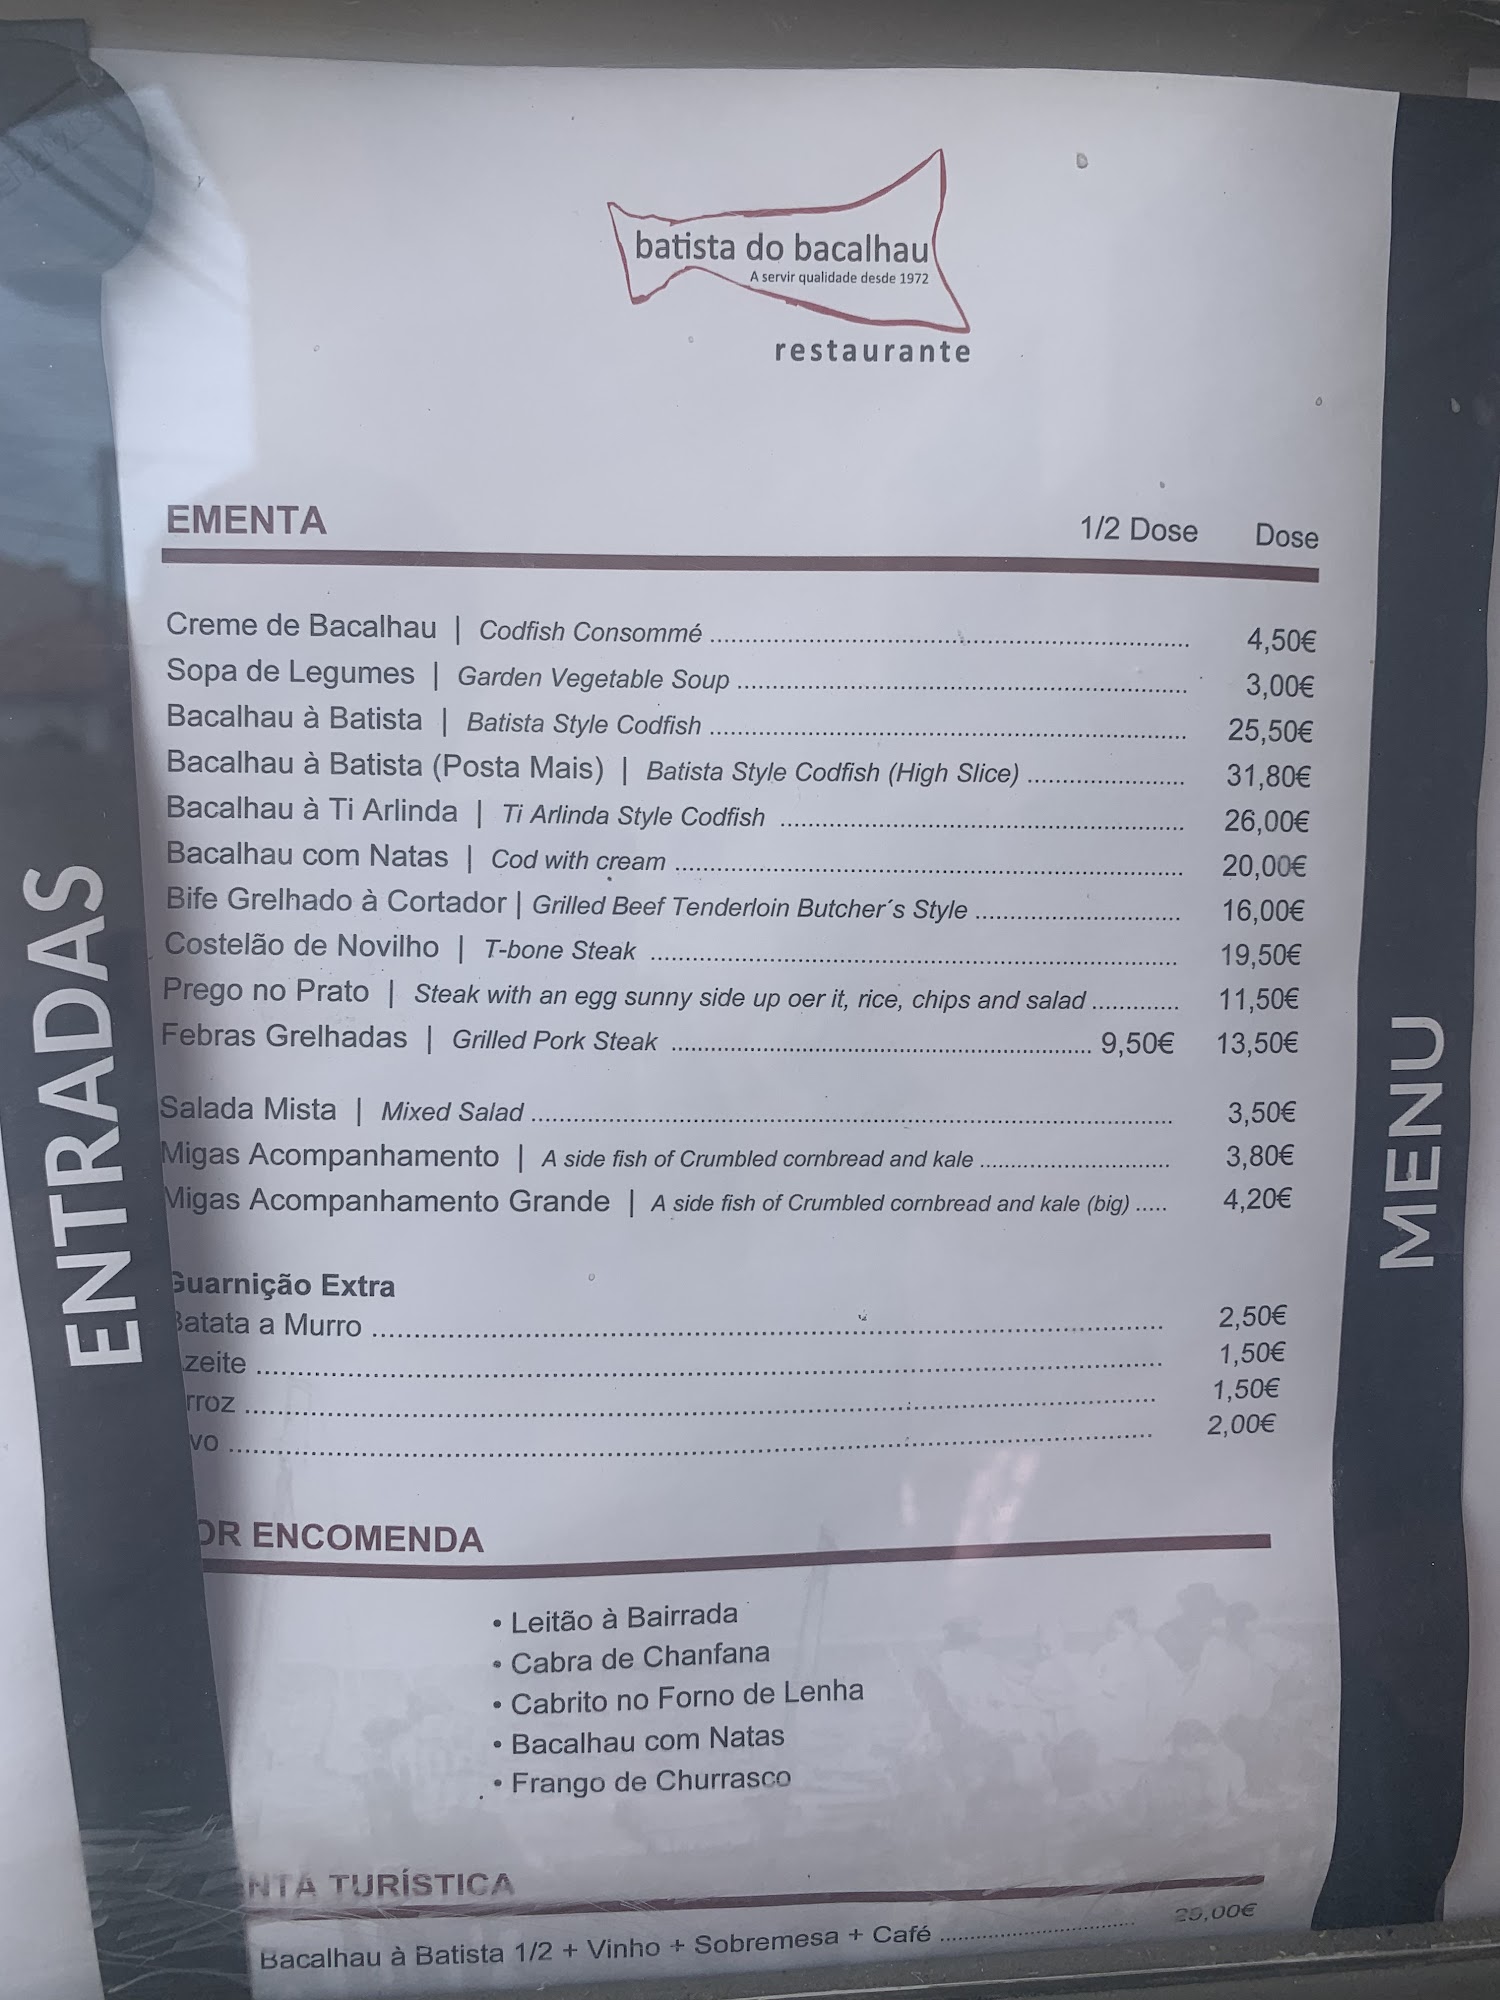 batista do bacalhau
A servir qualidade desde 1972
restaurante
EMENTA 1/2 Dose Dose
Creme de Bacalhau | Codfish Consommé 4,50€
Sopa de Legumes | Garden Vegetable Soup 3,00€
Bacalhau à Batista | Batista Style Codfish 25,50€
Bacalhau à Batista (Posta Mais) | Batista Style Codfish (High Slice) 31,80€
Bacalhau à Ti Arlinda | Ti Arlinda Style Codfish 26,00€
Bacalhau com Natas | Cod with cream 20,00€
Bife Grelhado à Cortador | Grilled Beef Tenderloin Butcher´s Style 16,00€
Costelão de Novilho | T-bone Steak 19,50€
Prego no Prato | Steak with an egg sunny side up oer it, rice, chips and salad 11,50€
Febras Grelhadas | Grilled Pork Steak 9,50€ 13,50€
Salada Mista | Mixed Salad 3,50€
Migas Acompanhamento | A side fish of Crumbled cornbread and kale 3,80€
Migas Acompanhamento Grande | A side fish of Crumbled cornbread and kale (big) 4,20€
Guarnição Extra
Batata a Murro 2,50€
zeite 1,50€
rroz 1,50€
vo 2,00€
OR ENCOMENDA
• Leitão à Bairrada
• Cabra de Chanfana
• Cabrito no Forno de Lenha
• Bacalhau com Natas
• Frango de Churrasco
NTA TURÍSTICA
Bacalhau à Batista 1/2 + Vinho + Sobremesa + Café
ENTRADAS
MENU